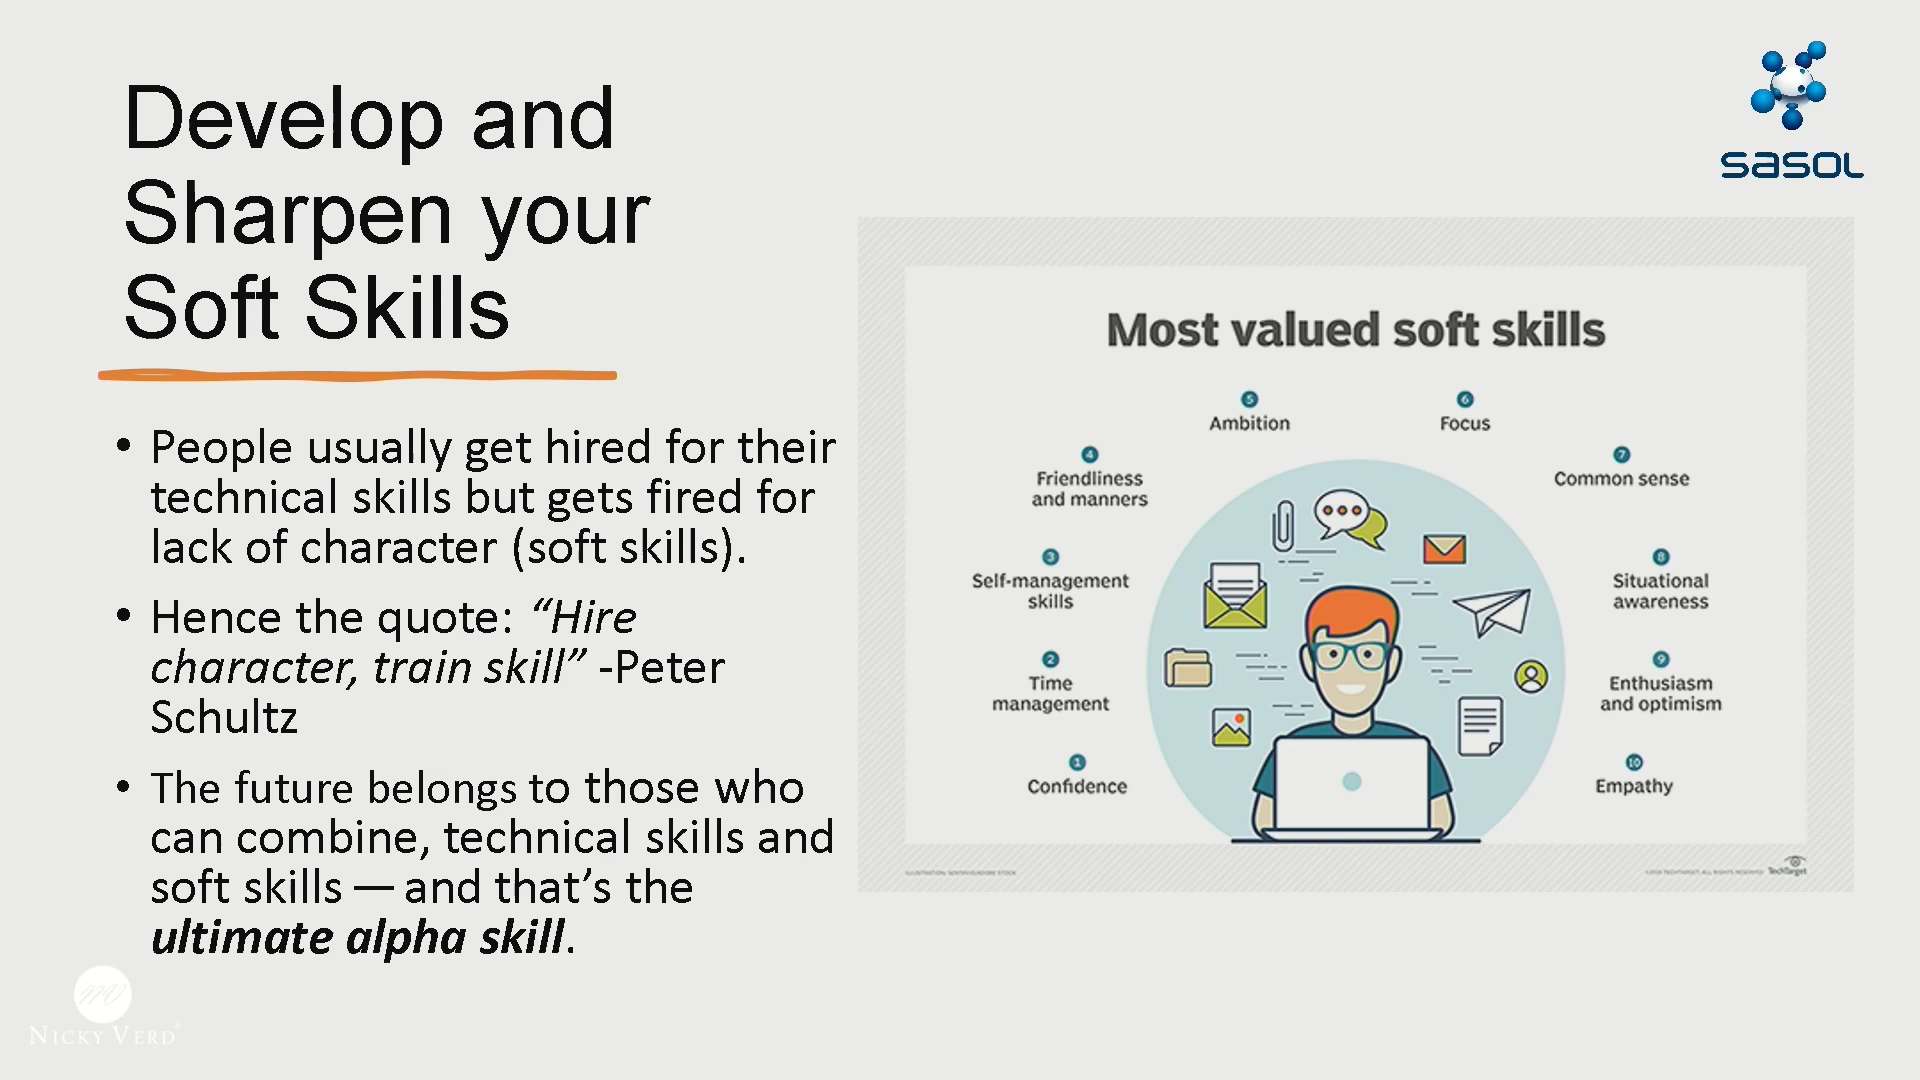 Develop and
Sharpen your
Soft Skills
• People usually get hired for their
technical skills but gets fired for
lack of character (soft skills).
• Hence the quote: “Hire
character, train skill” -Peter
Schultz
• The future belongs to those who
can combine, technical skills and
soft skills — and that’s the
ultimate alpha skill.
NICKY VERD
sasol
Most valued soft skills
1
Confidence
2
Time
management
3
Self-management
skills
4
Friendliness
and manners
5
Ambition
6
Focus
7
Common sense
8
Situational
awareness
9
Enthusiasm
and optimism
10
Empathy
TechTarget